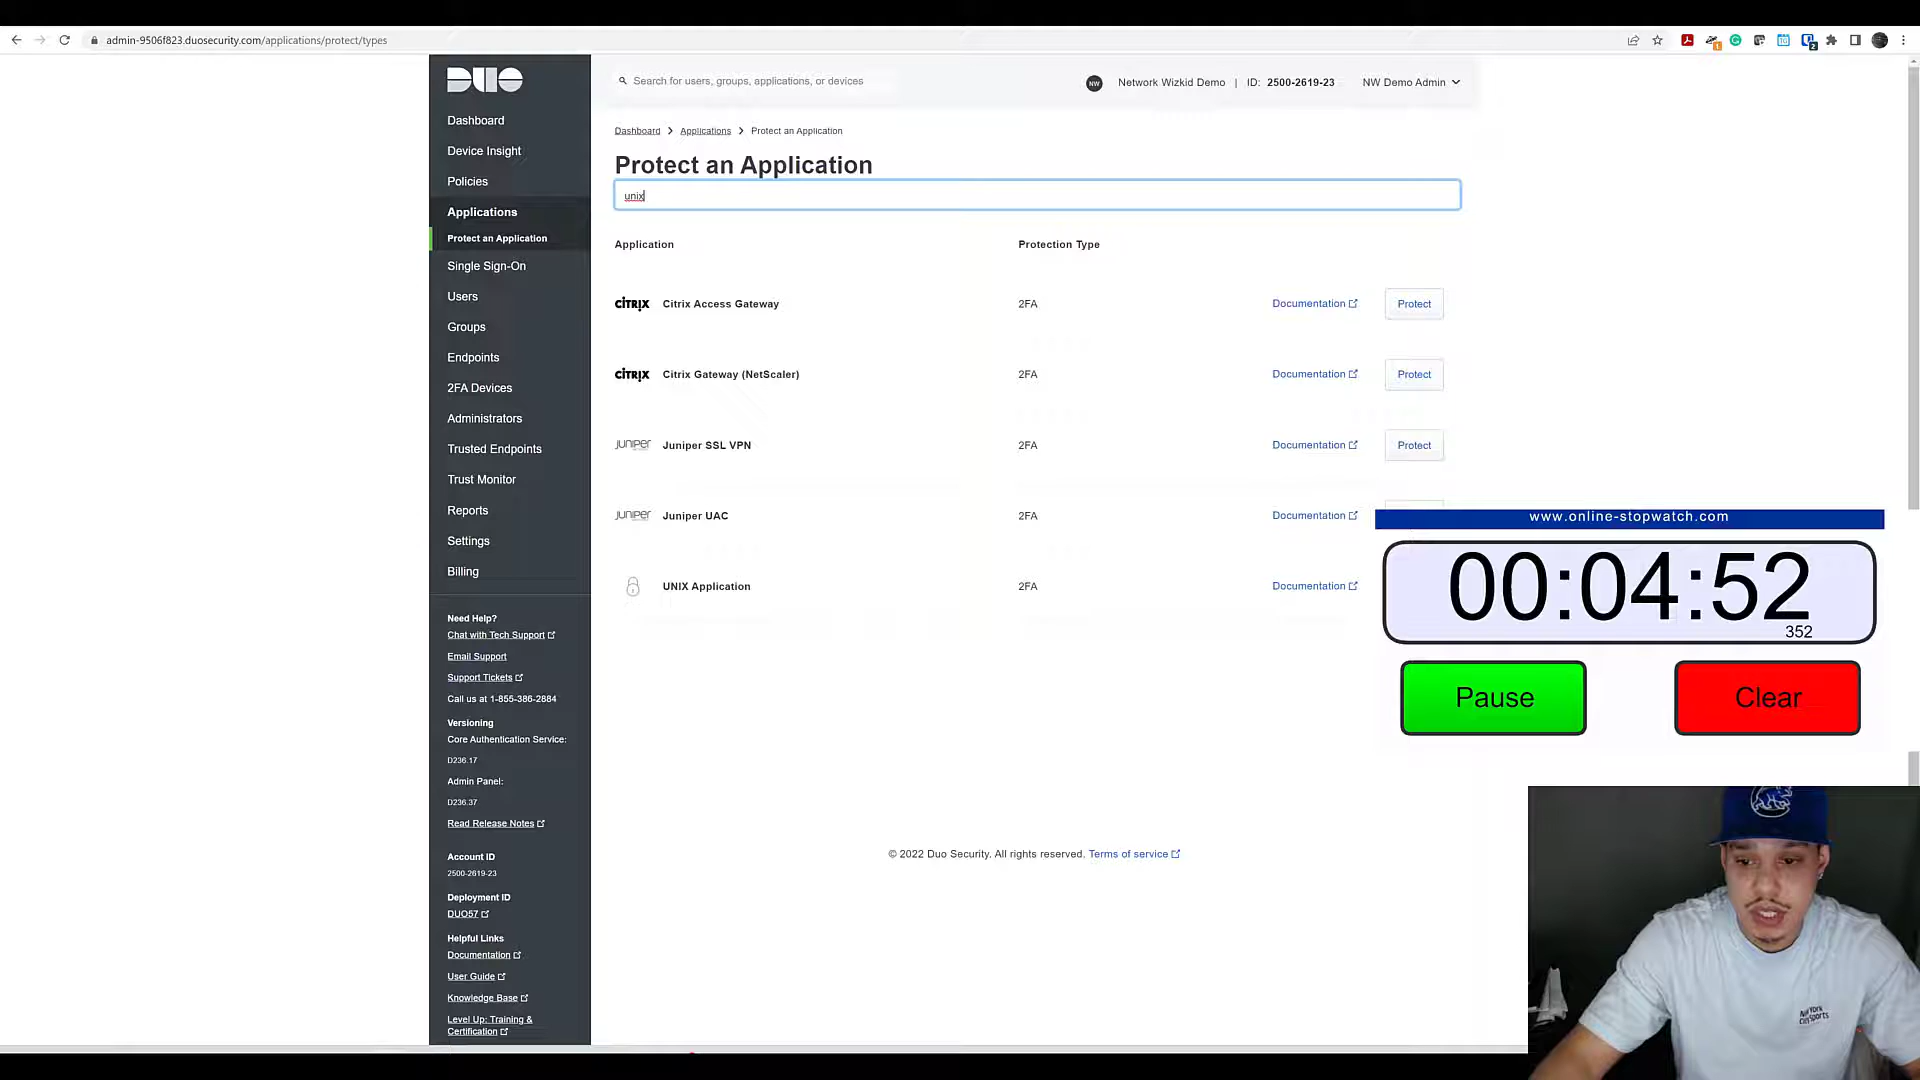 admin-9506f823.duosecurity.com/applications/protect/types
DUO
Search for users, groups, applications, or devices
NW
Network Wizkid Demo | ID: 2500-2619-23
NW Demo Admin
Dashboard
Device Insight
Policies
Applications
Protect an Application
Single Sign-On
Users
Groups
Endpoints
2FA Devices
Administrators
Trusted Endpoints
Trust Monitor
Reports
Settings
Billing
Need Help?
Chat with Tech Support
Email Support
Support Tickets
Call us at 1-855-386-2884
Versioning
Core Authentication Service:
D236.17
Admin Panel:
D236.37
Read Release Notes
Account ID
2500-2619-23
Deployment ID
DUO57
Helpful Links
Documentation
User Guide
Knowledge Base
Level Up: Training &
Certification
Dashboard > Applications > Protect an Application
Protect an Application
unix
Application Protection Type
CITRIX Citrix Access Gateway 2FA Documentation Protect
CITRIX Citrix Gateway (NetScaler) 2FA Documentation Protect
JUNIPER Juniper SSL VPN 2FA Documentation Protect
JUNIPER Juniper UAC 2FA Documentation
UNIX Application 2FA Documentation
© 2022 Duo Security. All rights reserved. Terms of service
www.online-stopwatch.com
00:04:52
352
Pause Clear